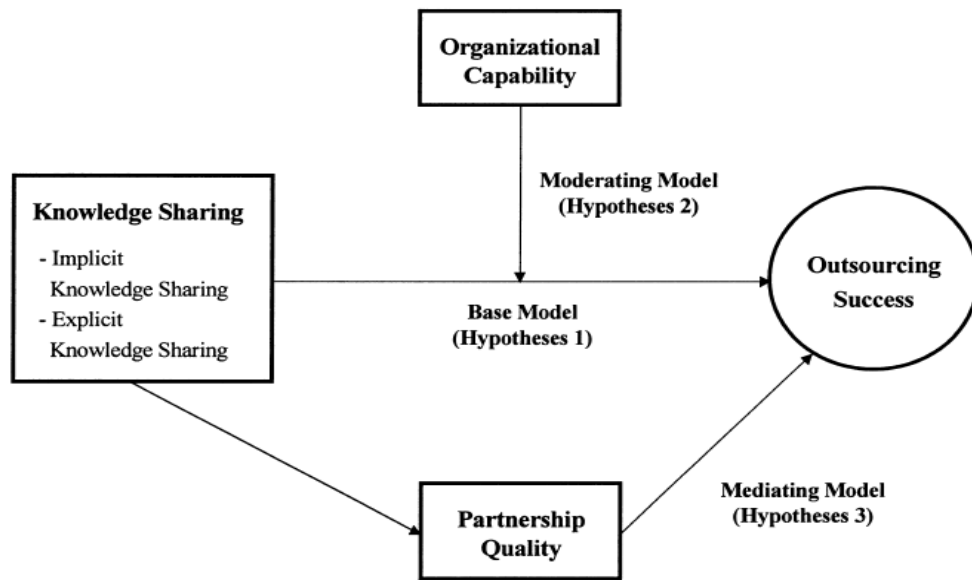 Organizational
Capability
Moderating Model
(Hypotheses 2)
Knowledge Sharing
- Implicit
Knowledge Sharing
- Explicit
Knowledge Sharing
Base Model
(Hypotheses 1)
Outsourcing
Success
Partnership
Quality
Mediating Model
(Hypotheses 3)